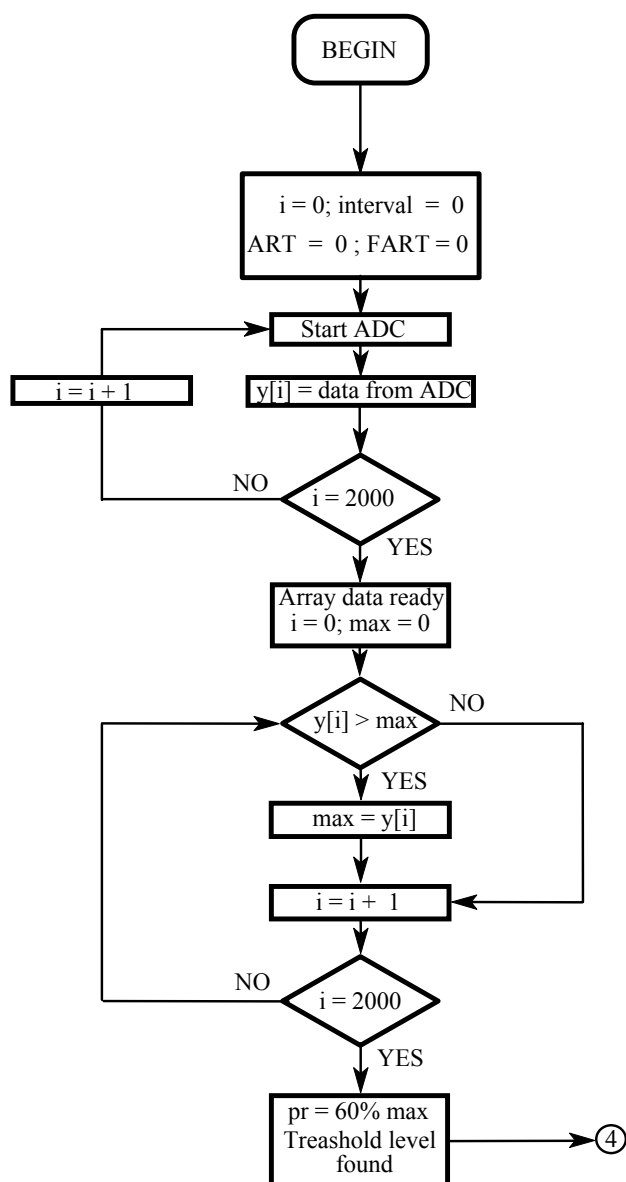 BEGIN
i = 0; interval = 0
ART = 0 ; FART = 0
Start ADC
i = i + 1
y[i] = data from ADC
NO
i = 2000
YES
Array data ready
i = 0; max = 0
y[i] > max
NO
YES
max = y[i]
i = i + 1
NO
i = 2000
YES
pr = 60% max
Treashold level
found
4